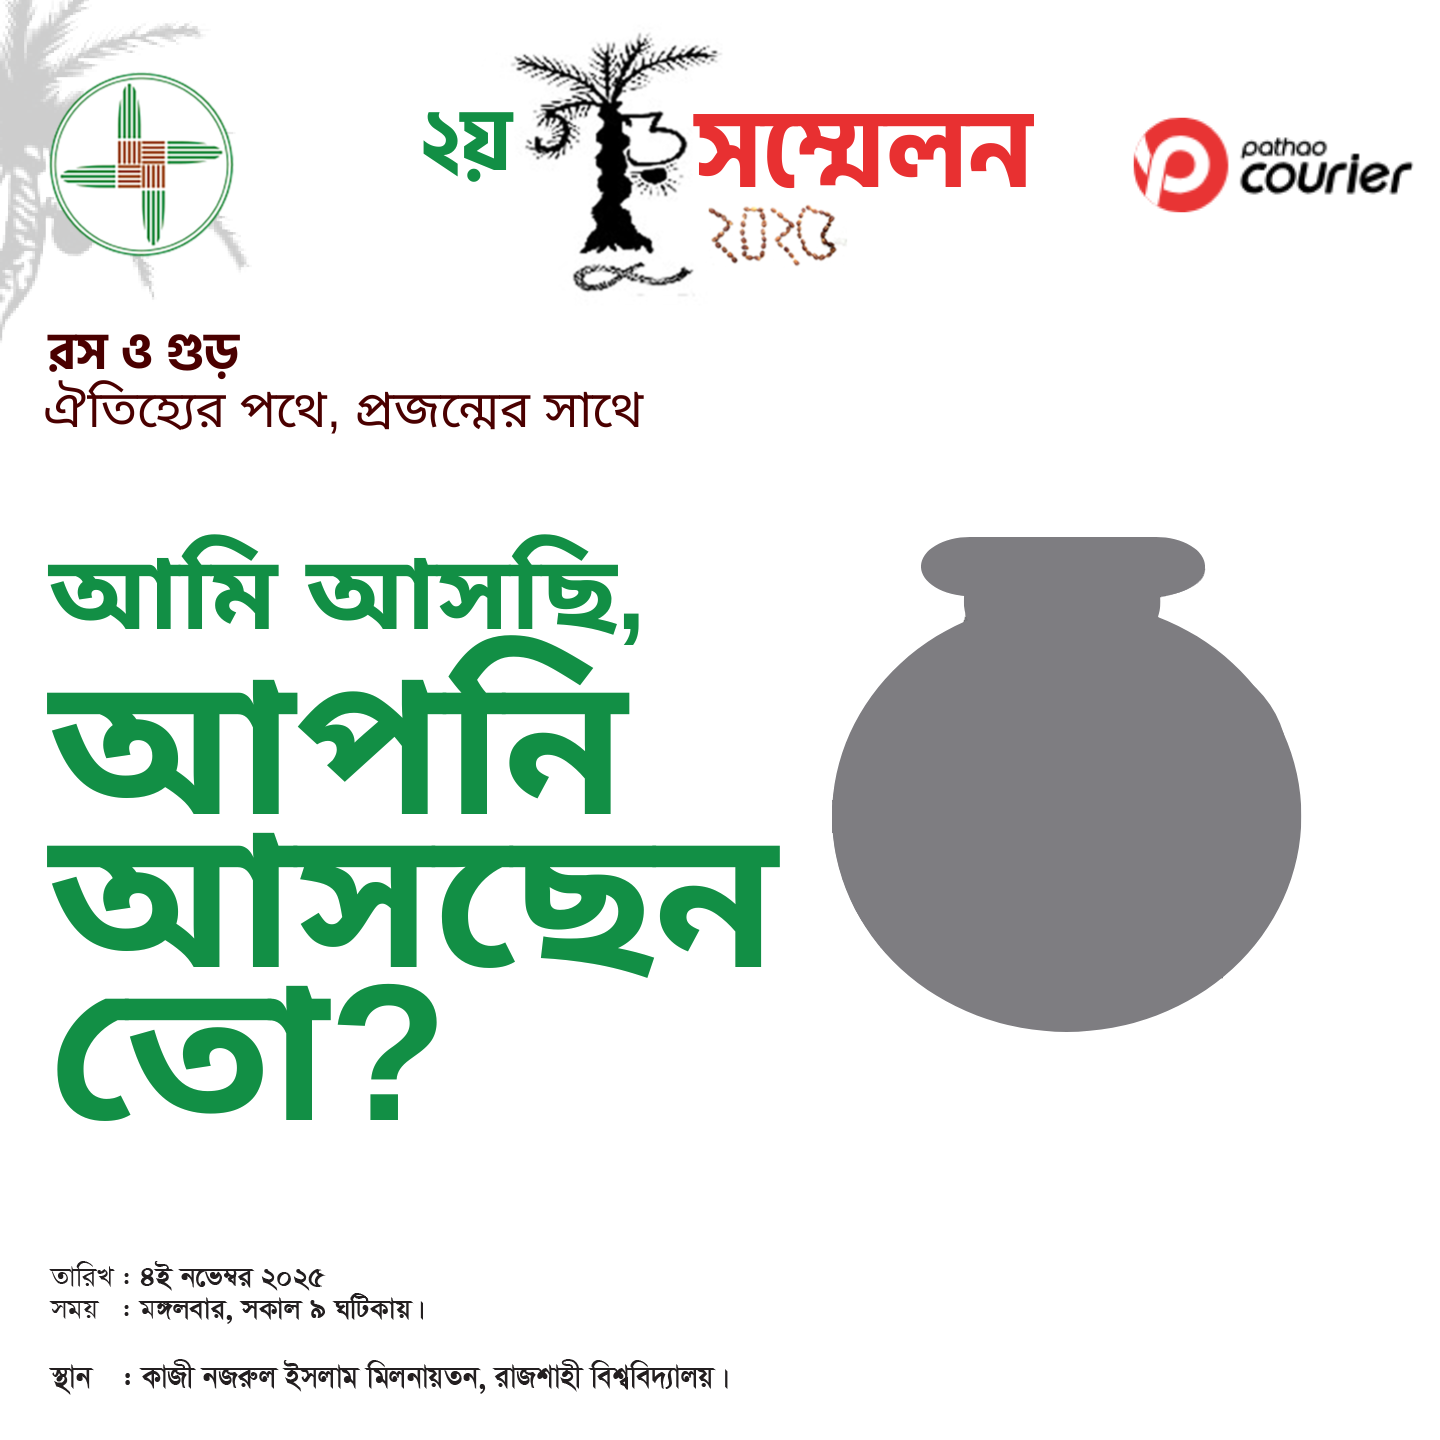 ২য় গুড় সম্মেলন
২০২৫
pathao
courier
রস ও গুড়
ঐতিহ্যের পথে, প্রজন্মের সাথে
আমি আসছি,
আপনি
আসছেন
তো?
তারিখ : ৪ই নভেম্বর ২০২৫
সময় : মঙ্গলবার, সকাল ৯ ঘটিকায়।
স্থান : কাজী নজরুল ইসলাম মিলনায়তন, রাজশাহী বিশ্ববিদ্যালয়।